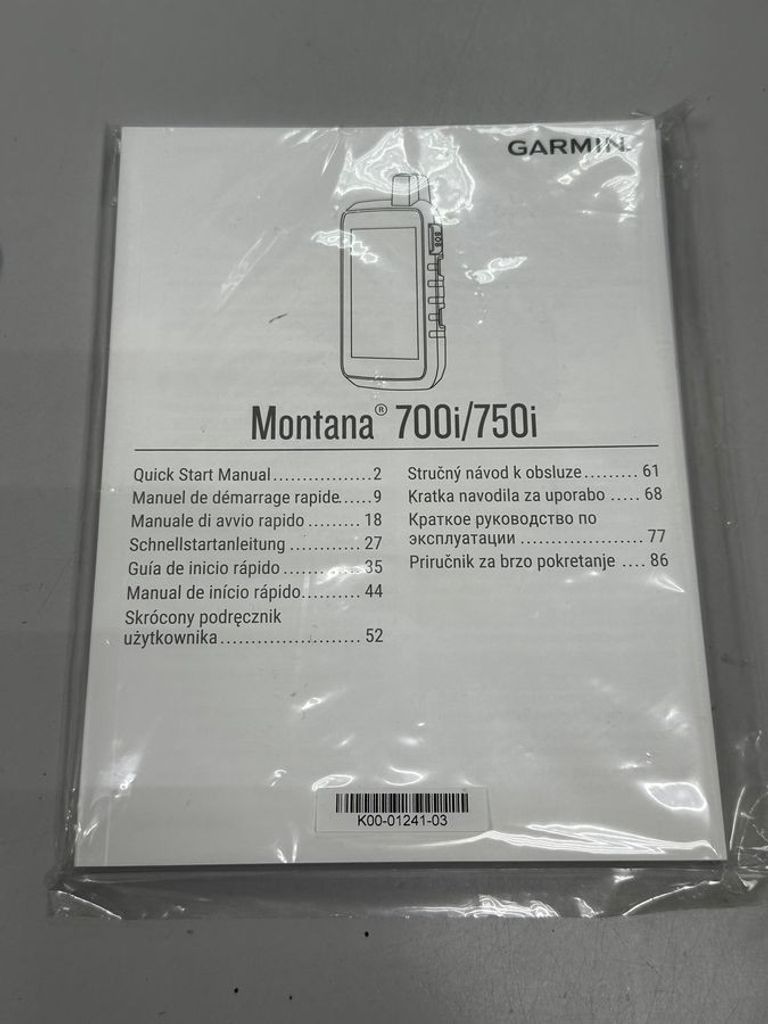 GARMIN
SOS
Montana® 700i/750i
Quick Start Manual.................2
Manuel de démarrage rapide......9
Manuale di avvio rapido ......... 18
Schnellstartanleitung ............ 27
Guía de inicio rápido............. 35
Manual de início rápido.......... 44
Skrócony podręcznik
użytkownika........................ 52
Stručný návod k obsluze......... 61
Kratka navodila za uporabo ..... 68
Краткое руководство по
эксплуатации ..................... 77
Priručnik za brzo pokretanje .... 86
K00-01241-03